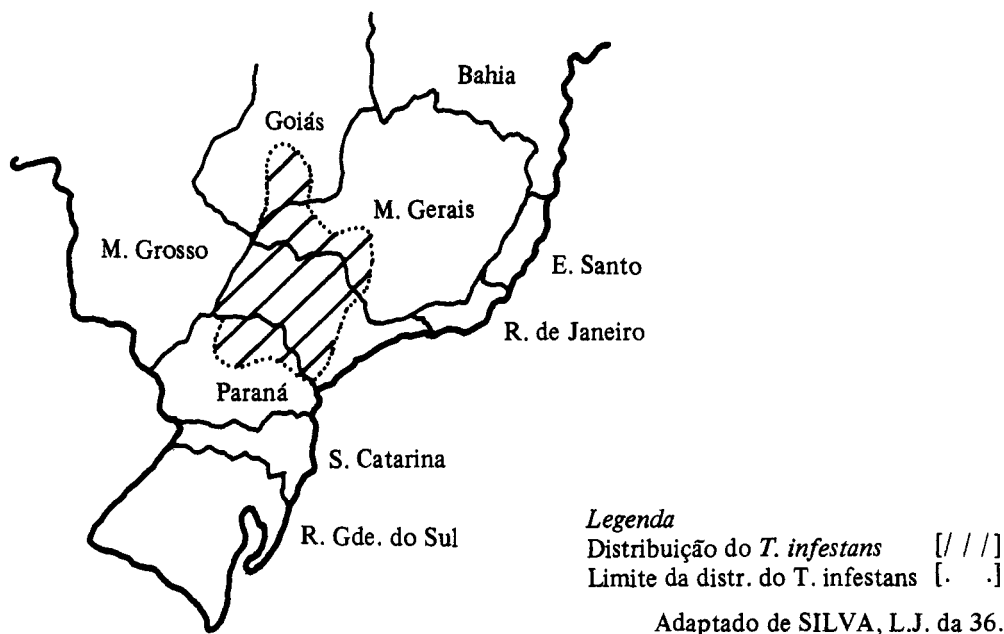 Bahia
Goiás
M. Gerais
M. Grosso
E. Santo
R. de Janeiro
Paraná
S. Catarina
R. Gde. do Sul
Legenda
Distribuição do T. infestans [/ / /]
Limite da distr. do T. infestans [. .]
Adaptado de SILVA, L.J. da 36.